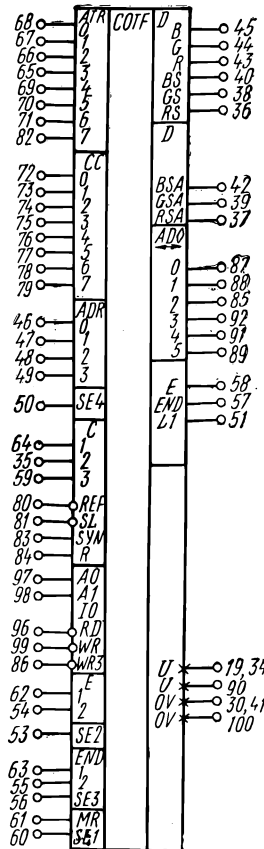 ATR COTF D
68 0 B 45
67 1 G 44
66 2 R 43
65 3 BS 40
69 4 GS 38
70 5 RS 36
71 6 D
82 7
CC
72 0 BSA 42
73 1 GSA 39
74 2 RSA 37
75 3 ADO
76 4
77 5 0 87
78 6 1 88
79 7 2 85
ADR 3 92
46 0 4 91
47 1 5 89
48 2
49 3 E 58
50 SE4 END 57
C L1 51
64 1
35 2
59 3
80 REF
81 SL
83 SYN
84 R
97 A0
98 A1
IO
96 RD
99 WR U 19,34
86 WR3 U 90
E OV 30,41
62 1 OV 100
54 2
53 SE2
END
63 1
55 2
56 SE3
61 MR
60 SE1